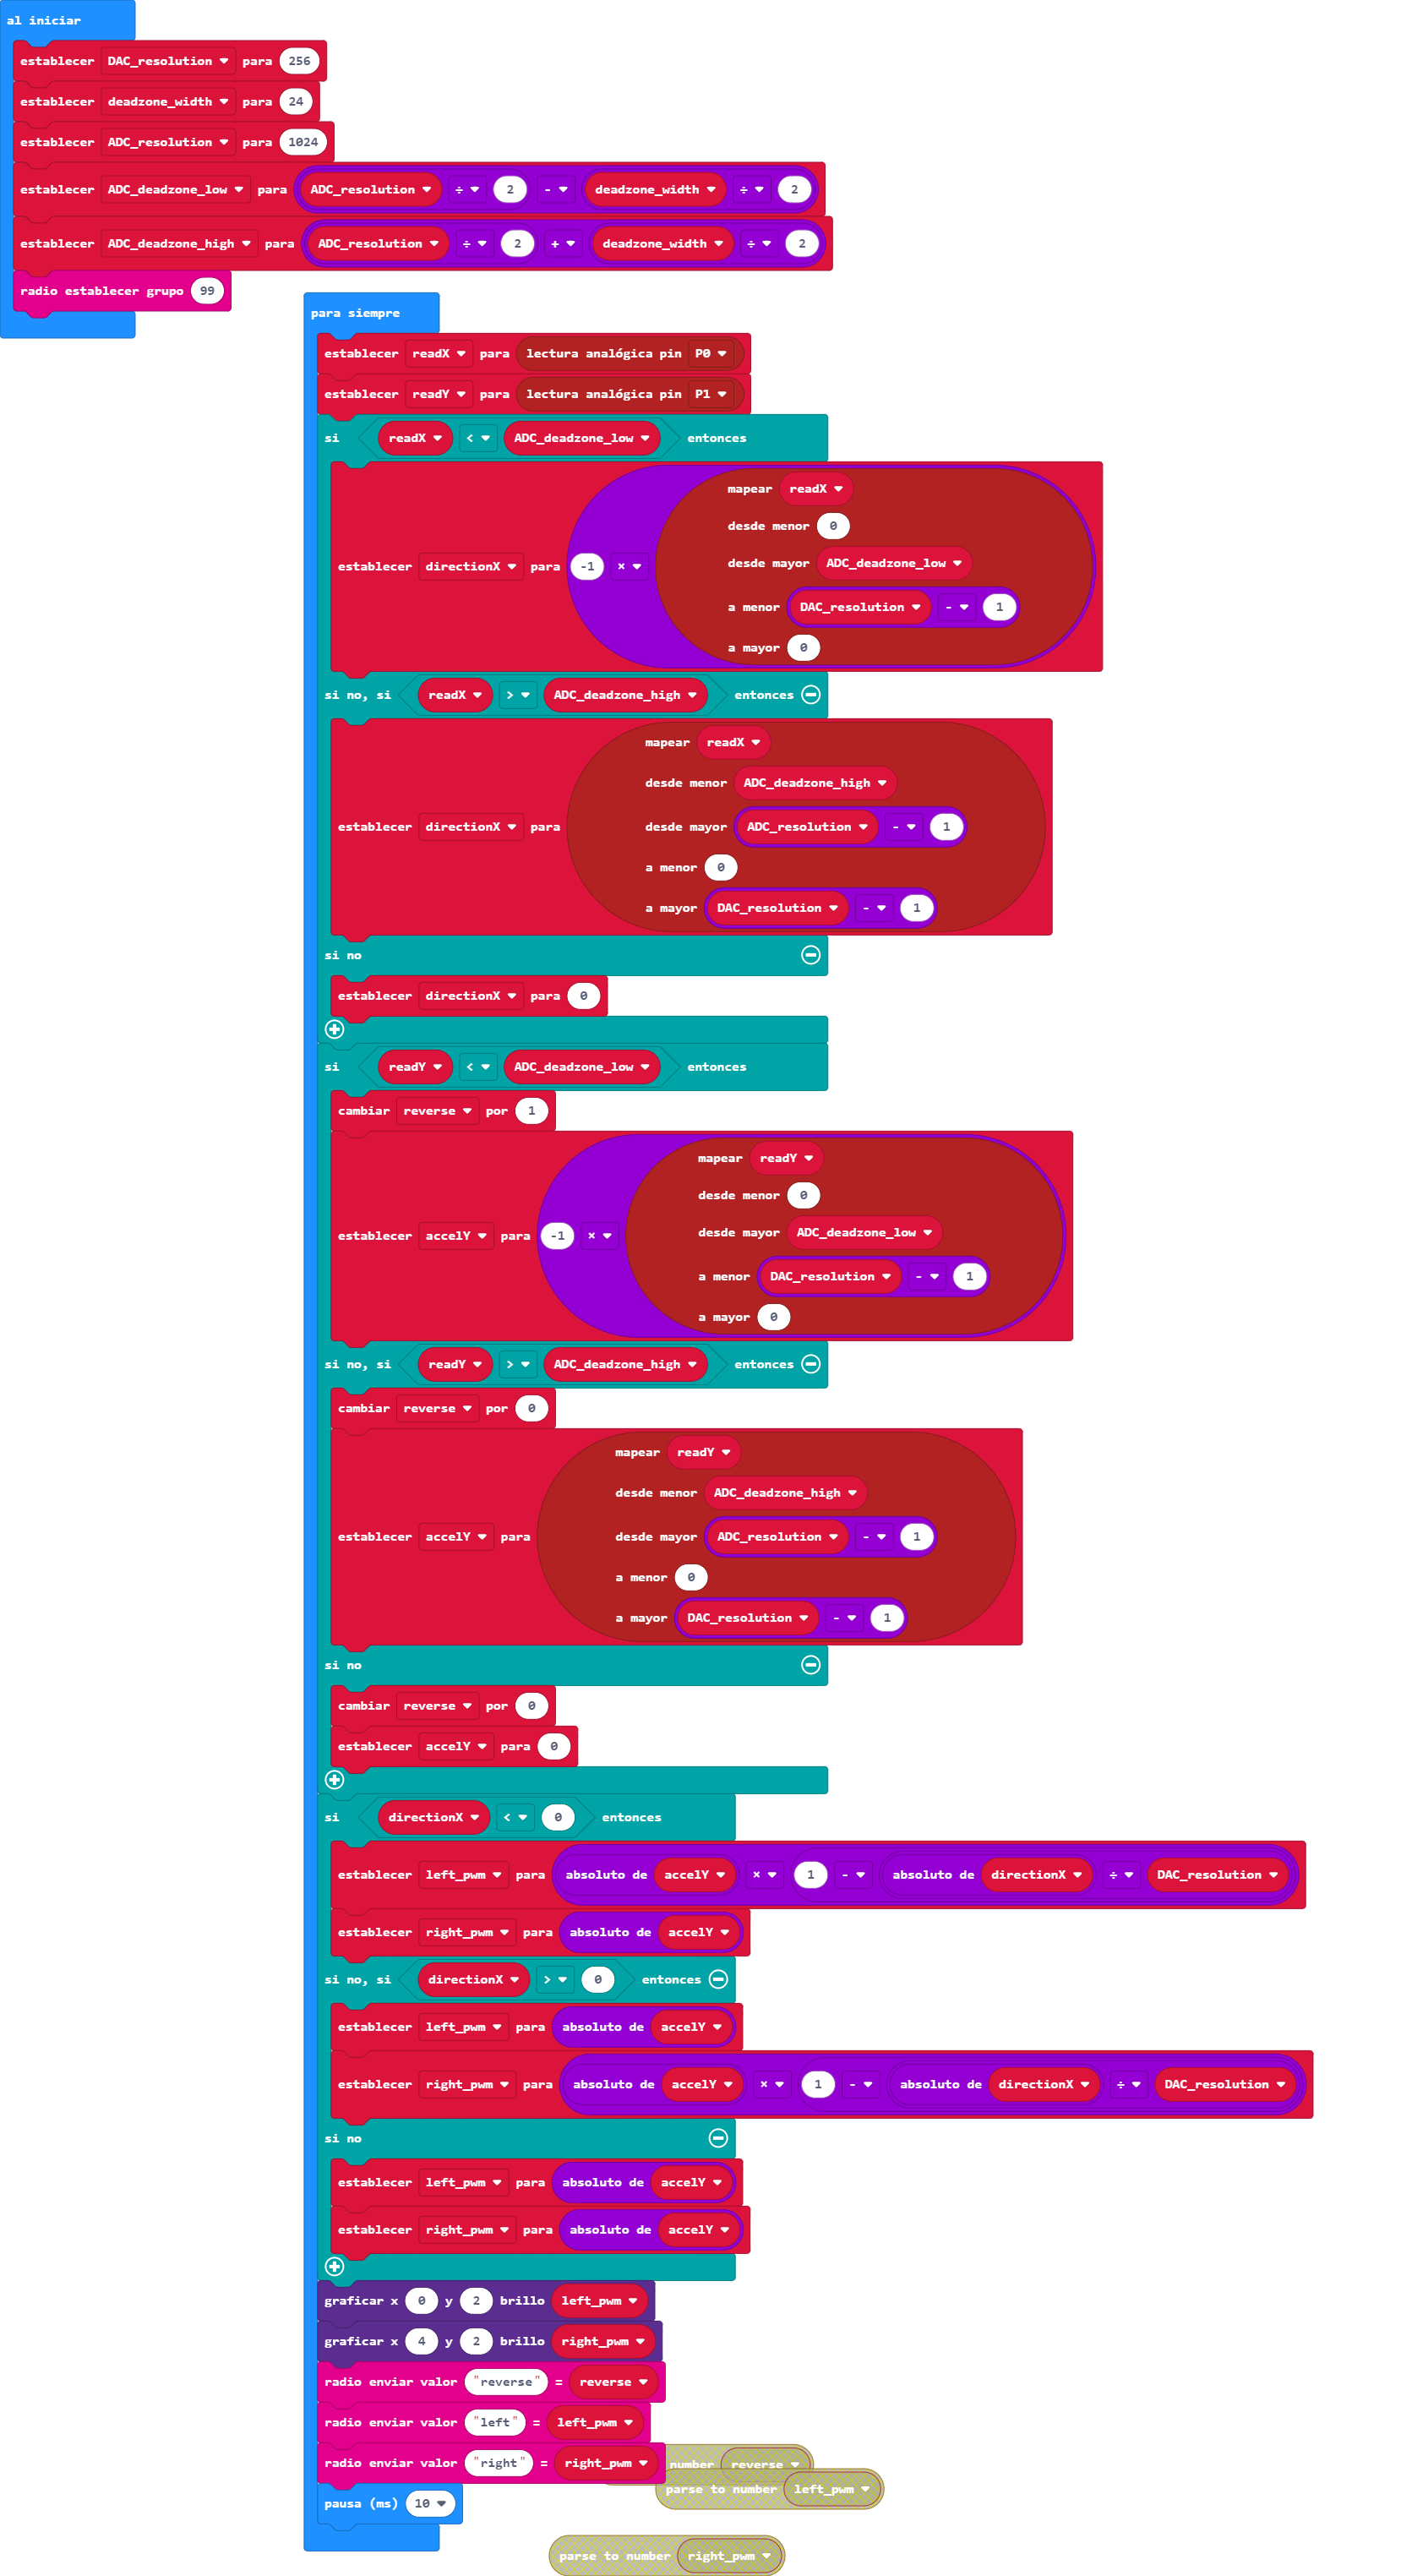 al iniciar
establecer DAC_resolution para 256
establecer deadzone_width para 24
establecer ADC_resolution para 1024
establecer ADC_deadzone_low para ADC_resolution ÷ 2 - deadzone_width ÷ 2
establecer ADC_deadzone_high para ADC_resolution ÷ 2 + deadzone_width ÷ 2
radio establecer grupo 99
para siempre
establecer readX para lectura analógica pin P0
establecer readY para lectura analógica pin P1
si readX < ADC_deadzone_low entonces
mapear readX
desde menor 0
desde mayor ADC_deadzone_low
establecer directionX para -1 ×
a menor DAC_resolution - 1
a mayor 0
si no, si readX > ADC_deadzone_high entonces
mapear readX
desde menor ADC_deadzone_high
establecer directionX para desde mayor ADC_resolution - 1
a menor 0
a mayor DAC_resolution - 1
si no
establecer directionX para 0
si readY < ADC_deadzone_low entonces
cambiar reverse por 1
mapear readY
desde menor 0
establecer accelY para -1 × desde mayor ADC_deadzone_low
a menor DAC_resolution - 1
a mayor 0
si no, si readY > ADC_deadzone_high entonces
cambiar reverse por 0
mapear readY
desde menor ADC_deadzone_high
establecer accelY para desde mayor ADC_resolution - 1
a menor 0
a mayor DAC_resolution - 1
si no
cambiar reverse por 0
establecer accelY para 0
si directionX < 0 entonces
establecer left_pwm para absoluto de accelY × 1 - absoluto de directionX ÷ DAC_resolution
establecer right_pwm para absoluto de accelY
si no, si directionX > 0 entonces
establecer left_pwm para absoluto de accelY
establecer right_pwm para absoluto de accelY × 1 - absoluto de directionX ÷ DAC_resolution
si no
establecer left_pwm para absoluto de accelY
establecer right_pwm para absoluto de accelY
graficar x 0 y 2 brillo left_pwm
graficar x 4 y 2 brillo right_pwm
radio enviar valor "reverse" = reverse
radio enviar valor "left" = left_pwm
radio enviar valor "right" = right_pwm
number reverse
parse to number left_pwm
pausa (ms) 10
parse to number right_pwm